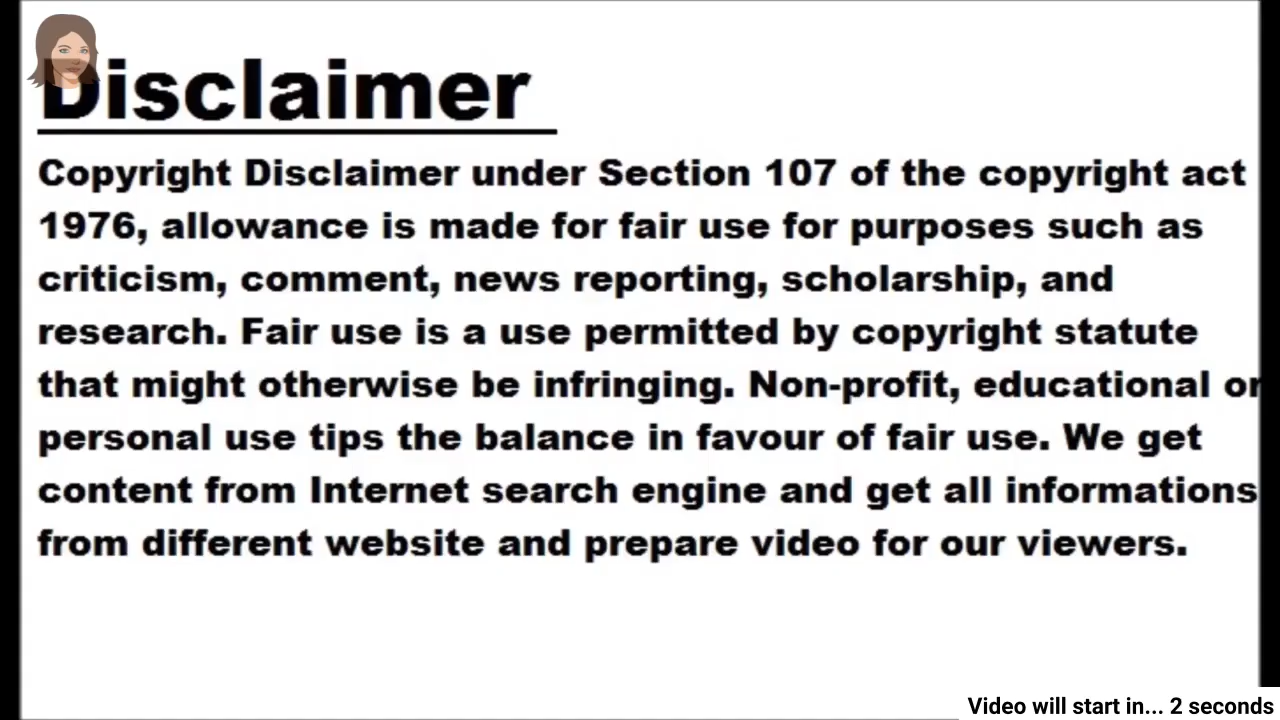 Disclaimer
Copyright Disclaimer under Section 107 of the copyright act
1976, allowance is made for fair use for purposes such as
criticism, comment, news reporting, scholarship, and
research. Fair use is a use permitted by copyright statute
that might otherwise be infringing. Non-profit, educational or
personal use tips the balance in favour of fair use. We get
content from Internet search engine and get all informations
from different website and prepare video for our viewers.
Video will start in... 2 seconds